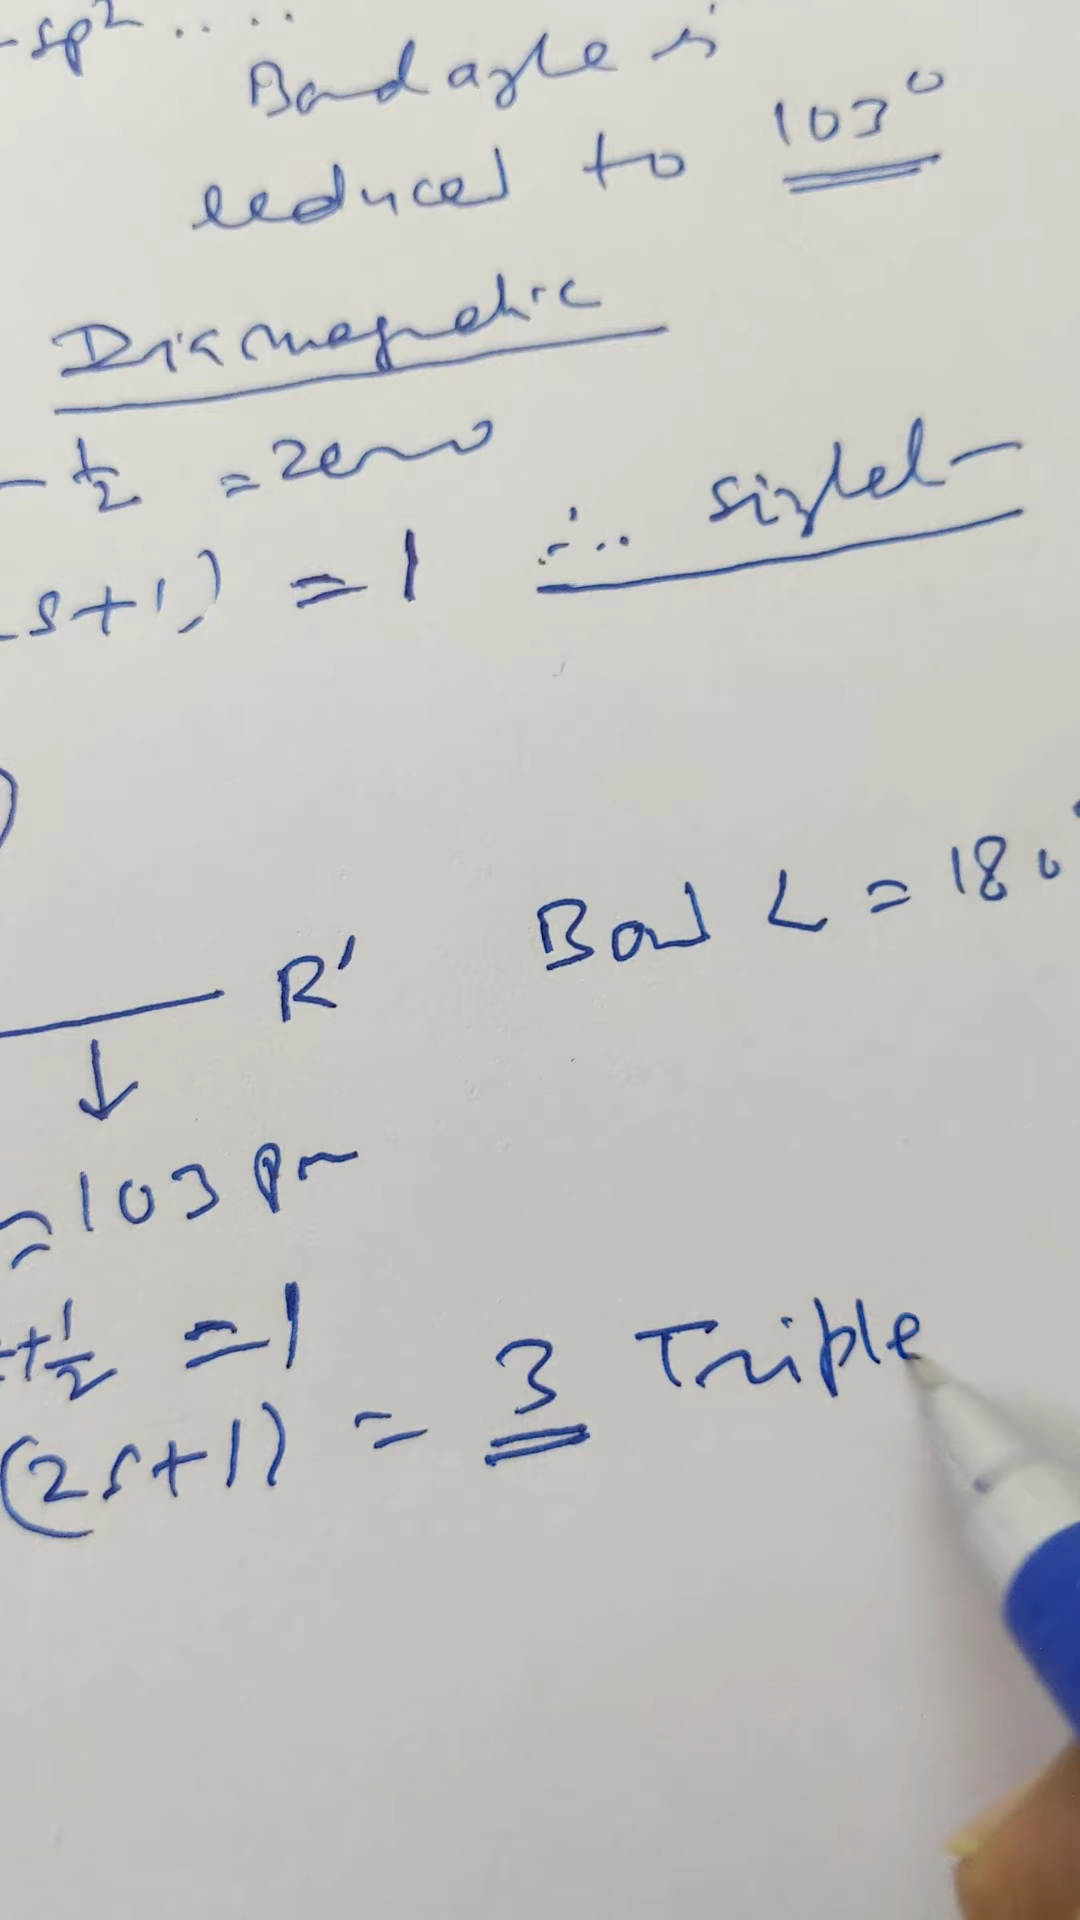 -sp² ....
Bond angle is
reduced to 103°
Diamagnetic
- 1/2 = zero
s+1) = 1 ∴ singlet
)
R' Bond ∠ = 180°
= 103 pm
+1/2 = 1
(2s+1) = 3 Triple